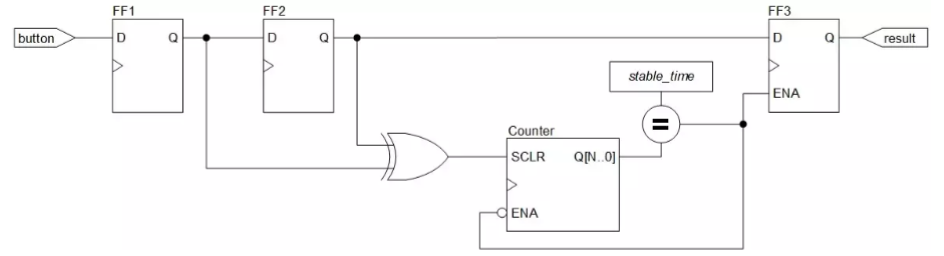 FF1
FF2
FF3
button
D
Q
D
Q
D
Q
result
stable_time
ENA
=
Counter
SCLR
Q[N..0]
ENA